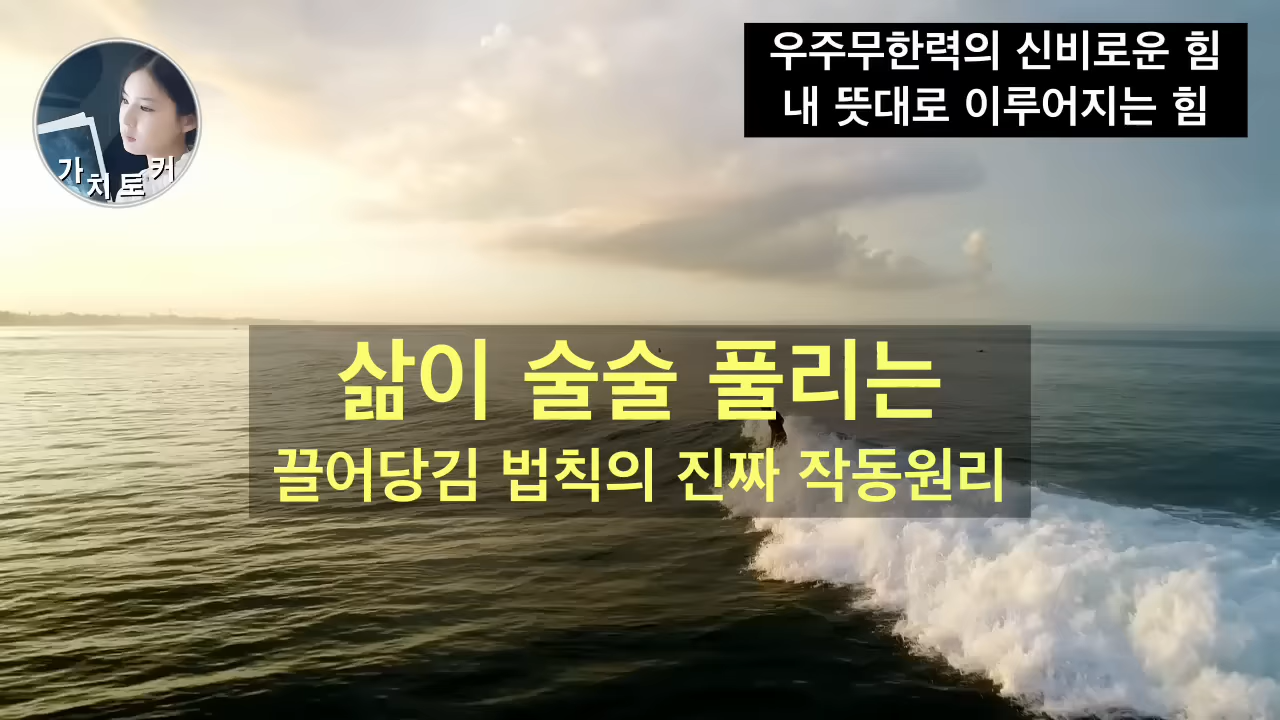 우주무한력의 신비로운 힘
내 뜻대로 이루어지는 힘
가치토커
삶이 술술 풀리는
끌어당김 법칙의 진짜 작동원리